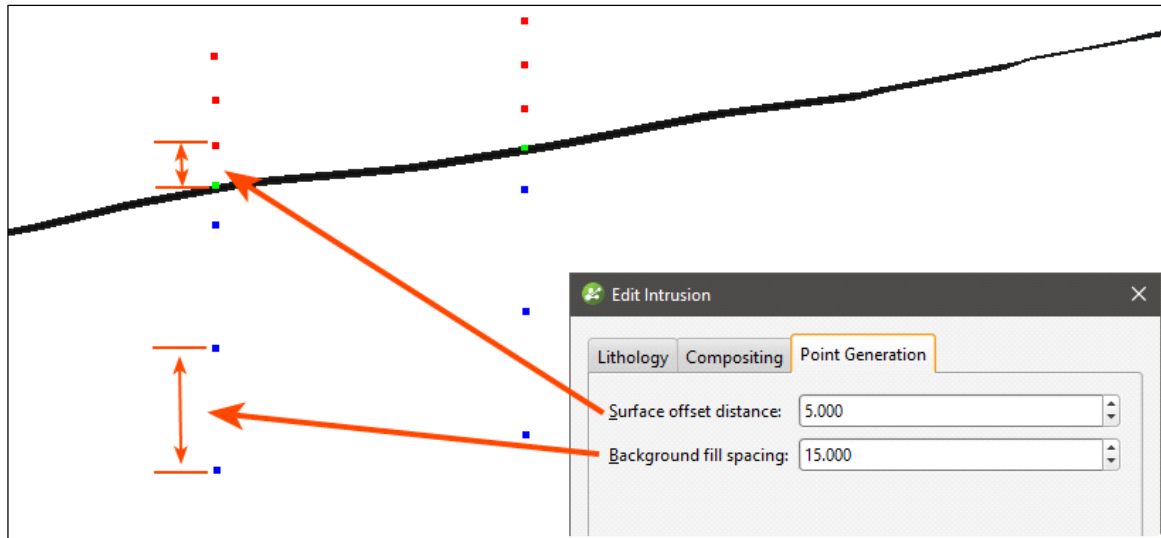 Edit Intrusion
Lithology Compositing Point Generation
Surface offset distance: 5.000
Background fill spacing: 15.000